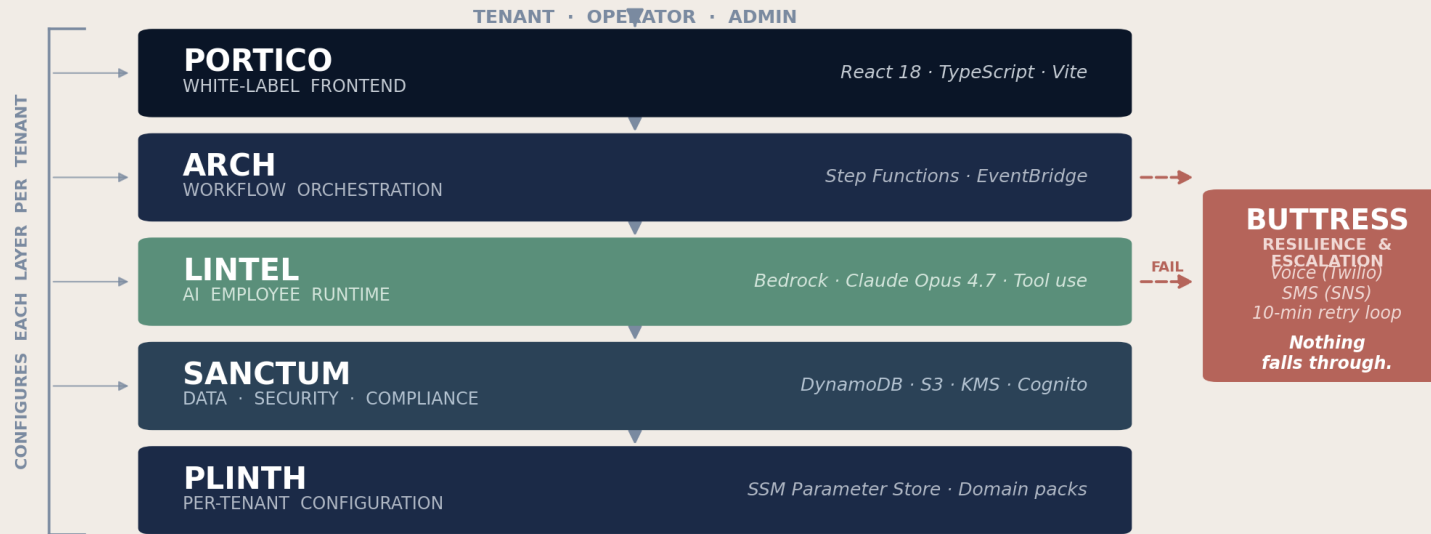 TENANT · OPERATOR · ADMIN
CONFIGURES EACH LAYER PER TENANT
PORTICO
WHITE-LABEL FRONTEND
React 18 · TypeScript · Vite
ARCH
WORKFLOW ORCHESTRATION
Step Functions · EventBridge
LINTEL
AI EMPLOYEE RUNTIME
Bedrock · Claude Opus 4.7 · Tool use
FAIL
BUTTRESS
RESILIENCE &
ESCALATION
Voice (Twilio)
SMS (SNS)
10-min retry loop
Nothing
falls through.
SANCTUM
DATA · SECURITY · COMPLIANCE
DynamoDB · S3 · KMS · Cognito
PLINTH
PER-TENANT CONFIGURATION
SSM Parameter Store · Domain packs